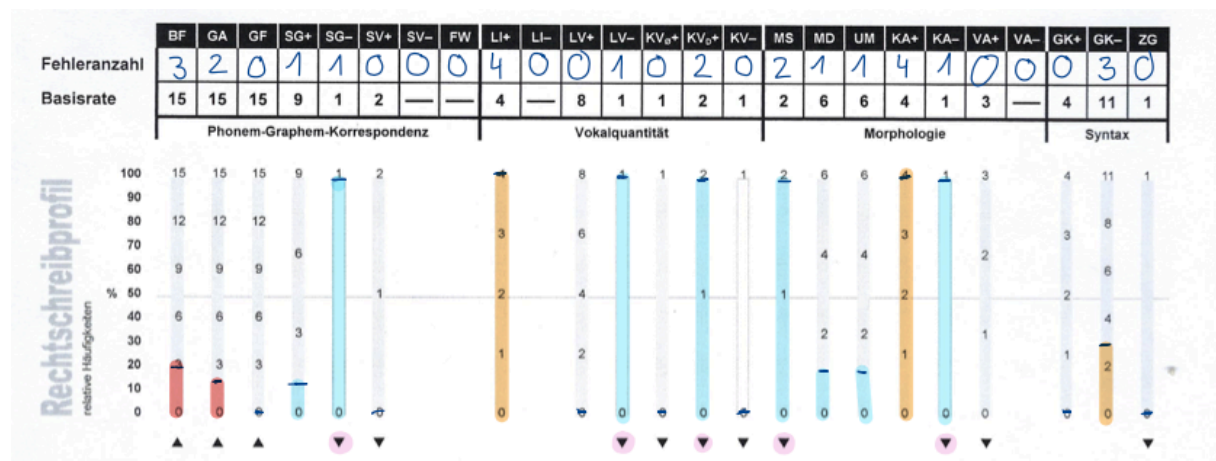 BF GA GF SG+ SG– SV+ SV– FW LI+ LI– LV+ LV– KVø+ KVD+ KV– MS MD UM KA+ KA– VA+ VA– GK+ GK– ZG
Fehleranzahl 3 2 0 1 1 0 0 0 4 0 0 1 0 2 0 2 1 1 4 1 0 0 0 3 0
Basisrate 15 15 15 9 1 2 — — 4 — 8 1 1 2 1 2 6 6 4 1 3 — 4 11 1
Phonem-Graphem-Korrespondenz Vokalquantität Morphologie Syntax
Rechtschreibprofil
relative Häufigkeiten
100 15 15 15 9 1 2 4 8 1 1 2 1 2 6 6 4 1 3 4 11 1
90
80 12 12 12 8
70 6 3 6 4 4 3 2 3
60 9 9 9 6
% 50 1 2 4 1 1 2 2
40 6 6 6 4
30 3 2 2 1 1
20 3 3 3 1 2 1 2
10
0 0 0 0 0 0 0 0 0 0 0 0 0 0 0 0 0 0 0 0 0 0